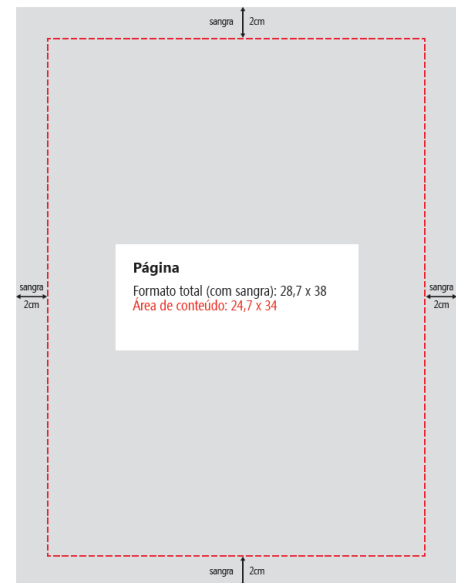 sangra 2cm
Página
Formato total (com sangra): 28,7 x 38
Área de conteúdo: 24,7 x 34
sangra
2cm
sangra
2cm
sangra 2cm